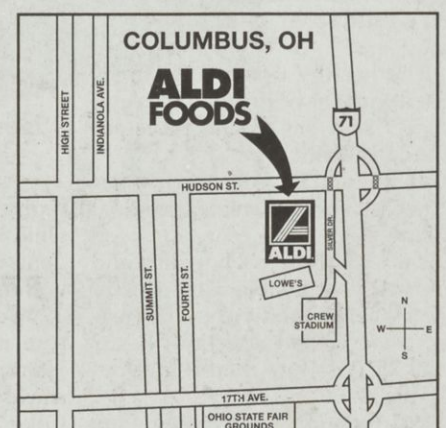 COLUMBUS, OH
ALDI
FOODS
71
HIGH STREET
INDIANOLA AVE.
HUDSON ST.
SILVER DR.
ALDI
LOWE'S
SUMMIT ST.
FOURTH ST.
CREW
STADIUM
N
W
E
S
17TH AVE.
OHIO STATE FAIR
GROUNDS